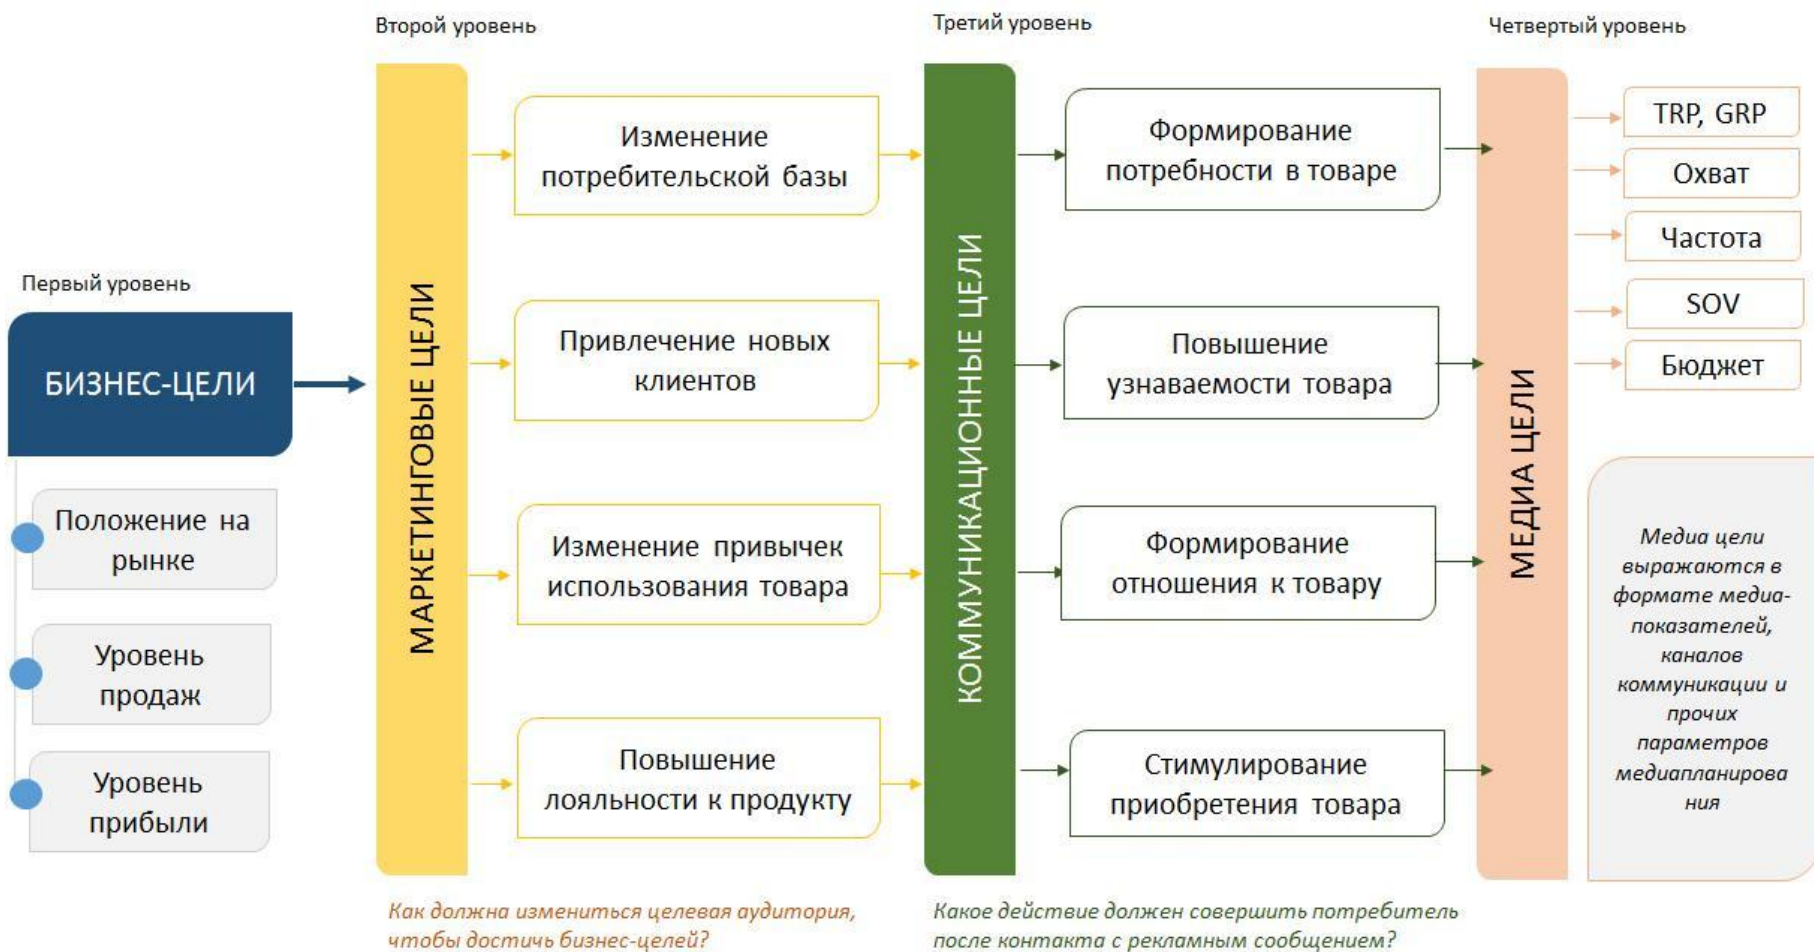 Первый уровень
БИЗНЕС-ЦЕЛИ
Положение на
рынке
Уровень
продаж
Уровень
прибыли
Второй уровень
МАРКЕТИНГОВЫЕ ЦЕЛИ
Изменение
потребительской базы
Привлечение новых
клиентов
Изменение привычек
использования товара
Повышение
лояльности к продукту
Как должна измениться целевая аудитория,
чтобы достичь бизнес-целей?
Третий уровень
КОММУНИКАЦИОННЫЕ ЦЕЛИ
Формирование
потребности в товаре
Повышение
узнаваемости товара
Формирование
отношения к товару
Стимулирование
приобретения товара
Какое действие должен совершить потребитель
после контакта с рекламным сообщением?
Четвертый уровень
МЕДИА ЦЕЛИ
TRP, GRP
Охват
Частота
SOV
Бюджет
Медиа цели
выражаются в
формате медиа-
показателей,
каналов
коммуникации и
прочих
параметров
медиапланирова
ния